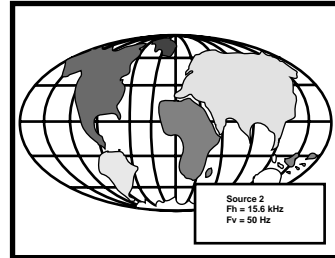 Source 2
Fh = 15.6 kHz
Fv = 50 Hz